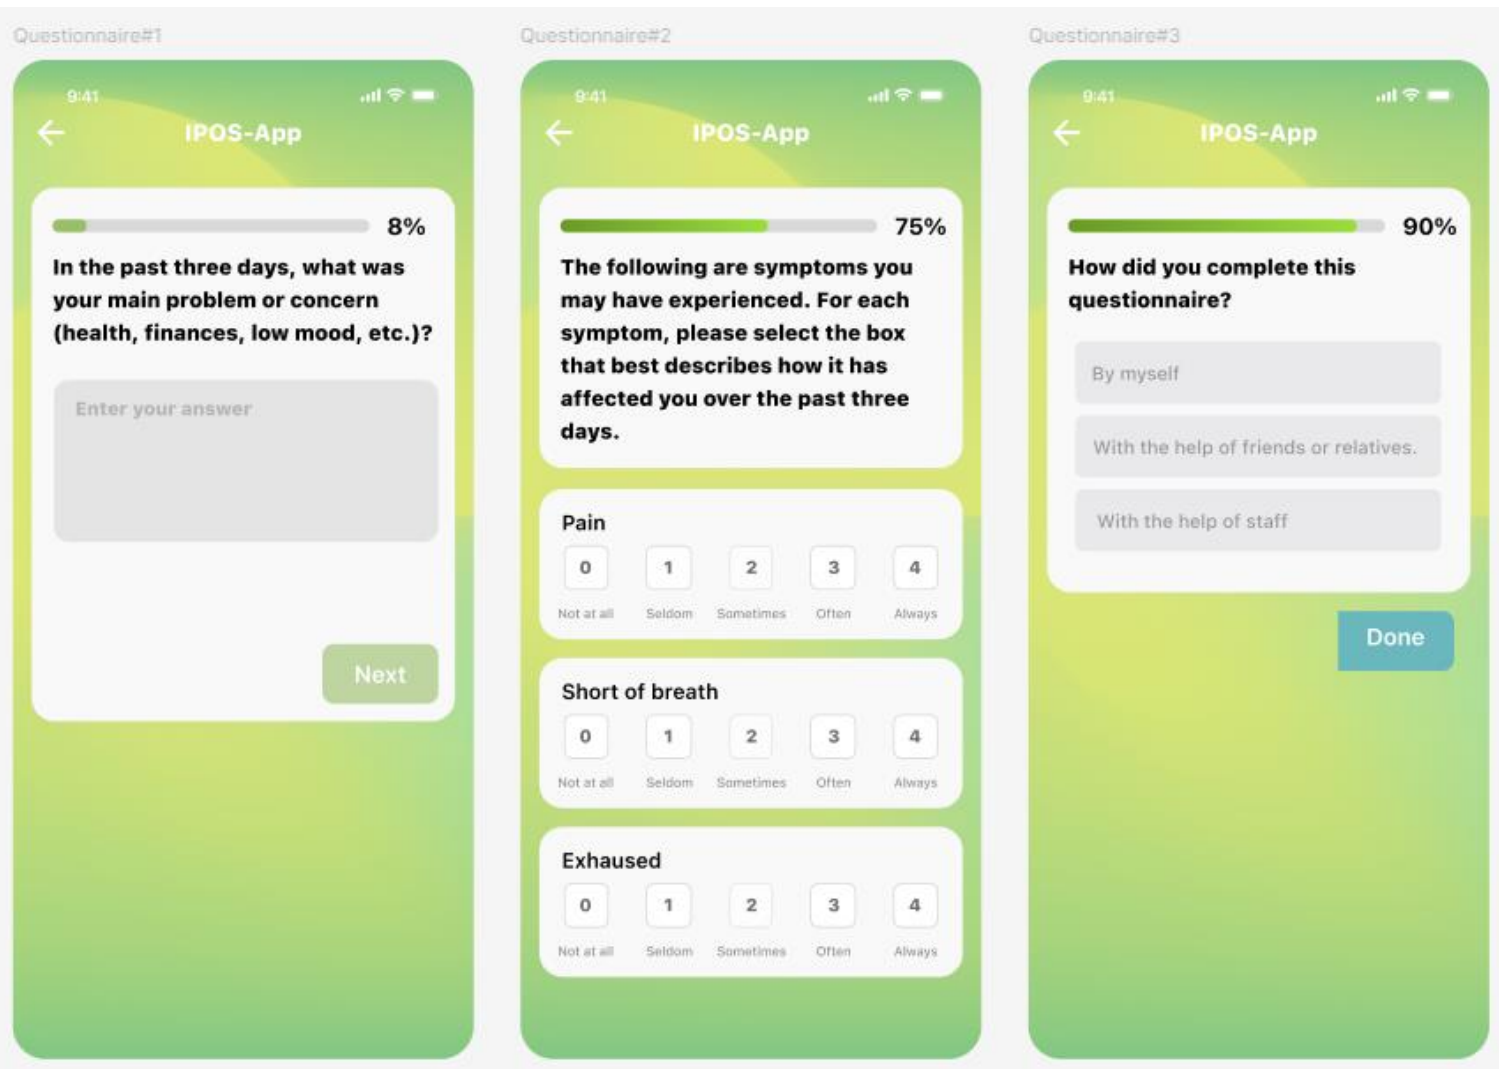 Questionnaire#1
9:41
IPOS-App
8%
In the past three days, what was
your main problem or concern
(health, finances, low mood, etc.)?
Enter your answer
Next
Questionnaire#2
9:41
IPOS-App
75%
The following are symptoms you
may have experienced. For each
symptom, please select the box
that best describes how it has
affected you over the past three
days.
Pain
0 1 2 3 4
Not at all Seldom Sometimes Often Always
Short of breath
0 1 2 3 4
Not at all Seldom Sometimes Often Always
Exhaused
0 1 2 3 4
Not at all Seldom Sometimes Often Always
Questionnaire#3
9:41
IPOS-App
90%
How did you complete this
questionnaire?
By myself
With the help of friends or relatives.
With the help of staff
Done